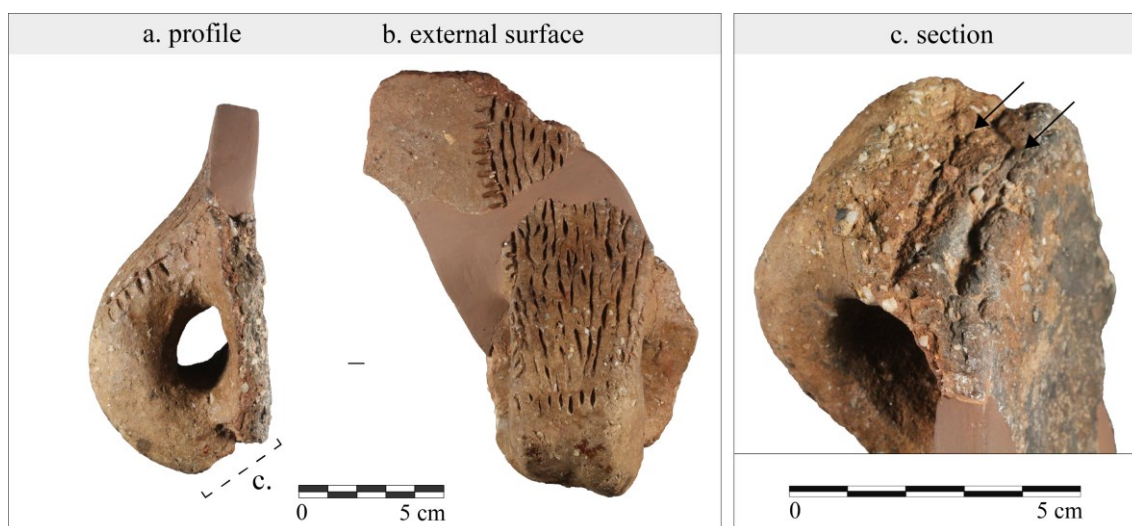 a. profile
b. external surface
c. section
c.
0 5 cm
0 5 cm